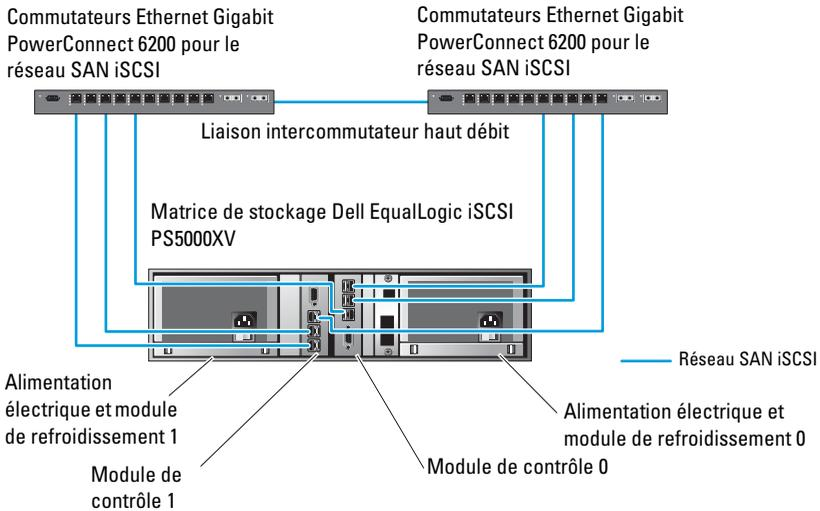 Commutateurs Ethernet Gigabit
PowerConnect 6200 pour le
réseau SAN iSCSI
Commutateurs Ethernet Gigabit
PowerConnect 6200 pour le
réseau SAN iSCSI
Liaison intercommutateur haut débit
Matrice de stockage Dell EqualLogic iSCSI
PS5000XV
Réseau SAN iSCSI
Alimentation
électrique et module
de refroidissement 1
Alimentation électrique et
module de refroidissement 0
Module de
contrôle 1
Module de contrôle 0